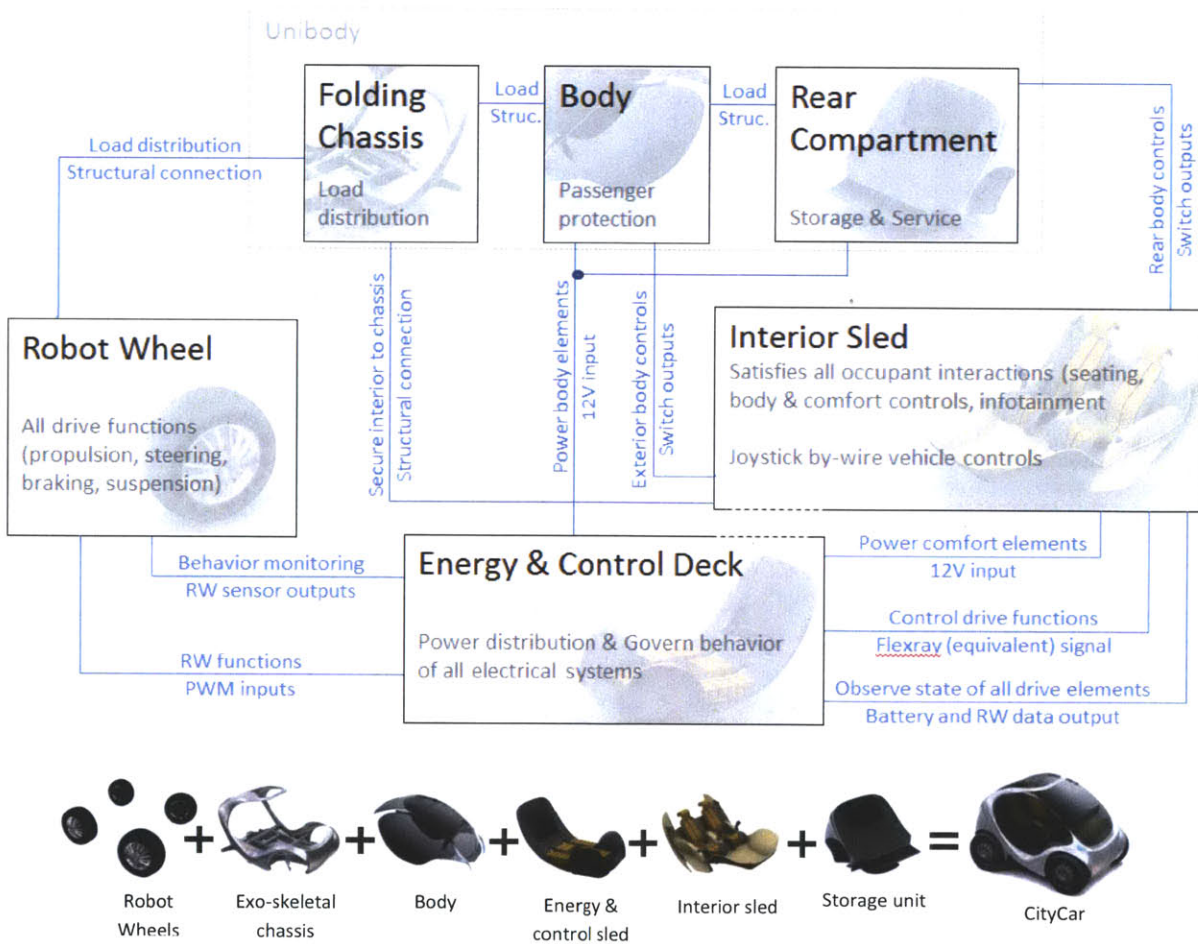 Unibody
Folding
Chassis
Load
distribution
Load
Struc.
Body
Passenger
protection
Load
Struc.
Rear
Compartment
Storage & Service
Load distribution
Structural connection
Rear body controls
Switch outputs
Secure interior to chassis
Structural connection
Power body elements
12V input
Exterior body controls
Switch outputs
Robot Wheel
All drive functions
(propulsion, steering,
braking, suspension)
Interior Sled
Satisfies all occupant interactions (seating,
body & comfort controls, infotainment
Joystick by-wire vehicle controls
Behavior monitoring
RW sensor outputs
RW functions
PWM inputs
Energy & Control Deck
Power distribution & Govern behavior
of all electrical systems
Power comfort elements
12V input
Control drive functions
Flexray (equivalent) signal
Observe state of all drive elements
Battery and RW data output
+ + + + + =
Robot
Wheels
Exo-skeletal
chassis
Body
Energy &
control sled
Interior sled
Storage unit
CityCar